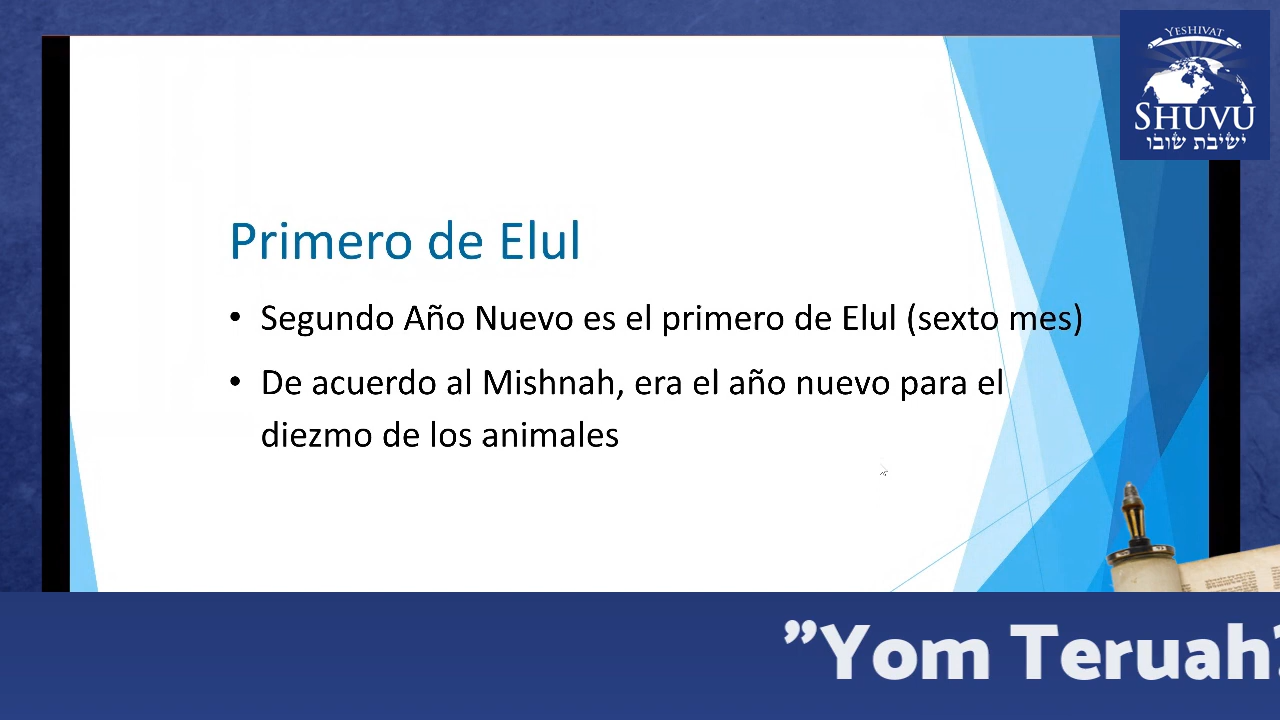 YESHIVAT
SHUVU
ישיבת שובו
Primero de Elul
• Segundo Año Nuevo es el primero de Elul (sexto mes)
• De acuerdo al Mishnah, era el año nuevo para el
diezmo de los animales
”Yom Teruah